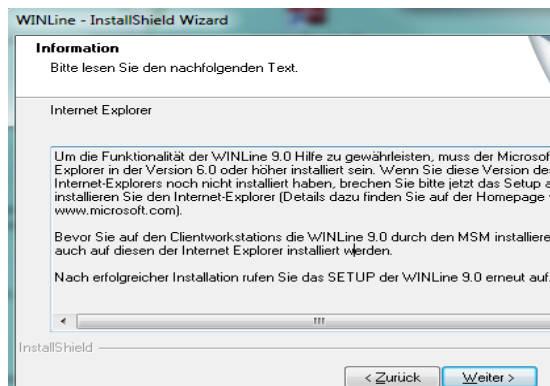 WINLine - InstallShield Wizard
Information
Bitte lesen Sie den nachfolgenden Text.
Internet Explorer
Um die Funktionalität der WINLine 9.0 Hilfe zu gewährleisten, muss der Microsof
Explorer in der Version 6.0 oder höher installiert sein. Wenn Sie diese Version des
Internet-Explorers noch nicht installiert haben, brechen Sie bitte jetzt das Setup a
installieren Sie den Internet-Explorer (Details dazu finden Sie auf der Homepage
www.microsoft.com).
Bevor Sie auf den Clientworkstations die WINLine 9.0 durch den MSM installiere
auch auf diesen der Internet Explorer installiert werden.
Nach erfolgreicher Installation rufen Sie das SETUP der WINLine 9.0 erneut auf.
InstallShield
< Zurück
Weiter >